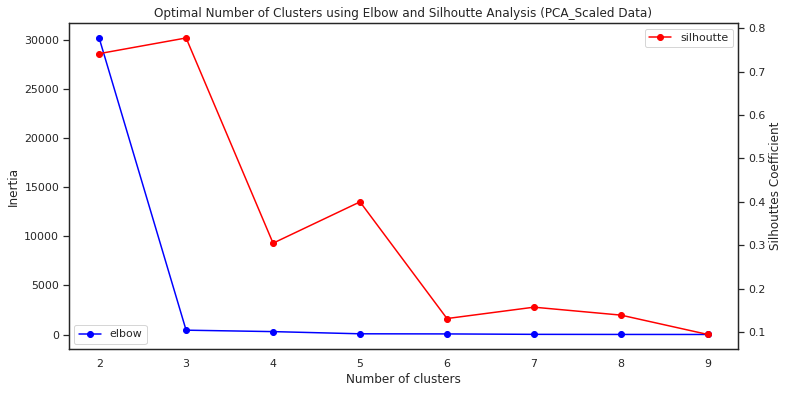 Optimal Number of Clusters using Elbow and Silhoutte Analysis (PCA_Scaled Data)
silhoutte
elbow
Inertia
30000
25000
20000
15000
10000
5000
0
Silhouttes Coefficient
0.8
0.7
0.6
0.5
0.4
0.3
0.2
0.1
2 3 4 5 6 7 8 9
Number of clusters